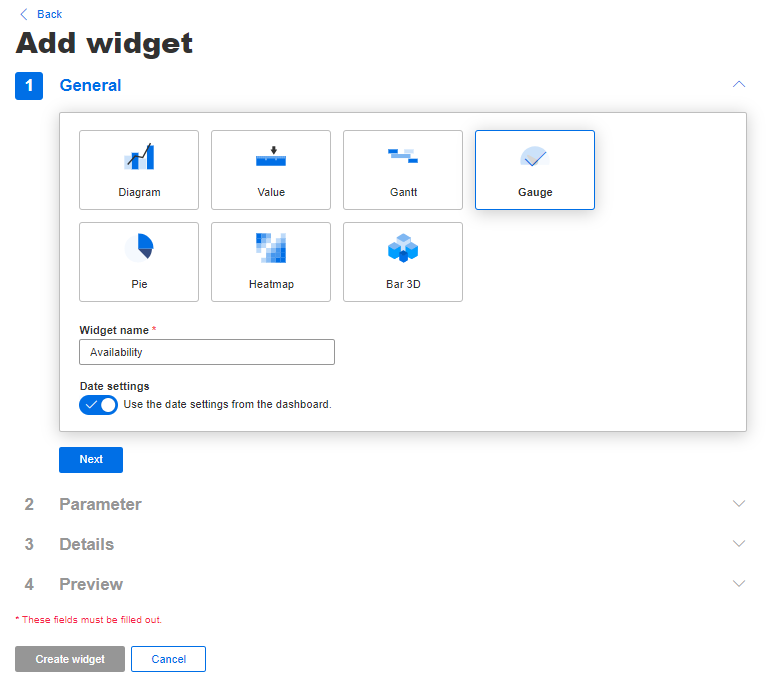 Back
Add widget
1 General
Diagram Value Gantt Gauge
Pie Heatmap Bar 3D
Widget name *
Availability
Date settings
Use the date settings from the dashboard.
Next
2 Parameter
3 Details
4 Preview
* These fields must be filled out.
Create widget Cancel